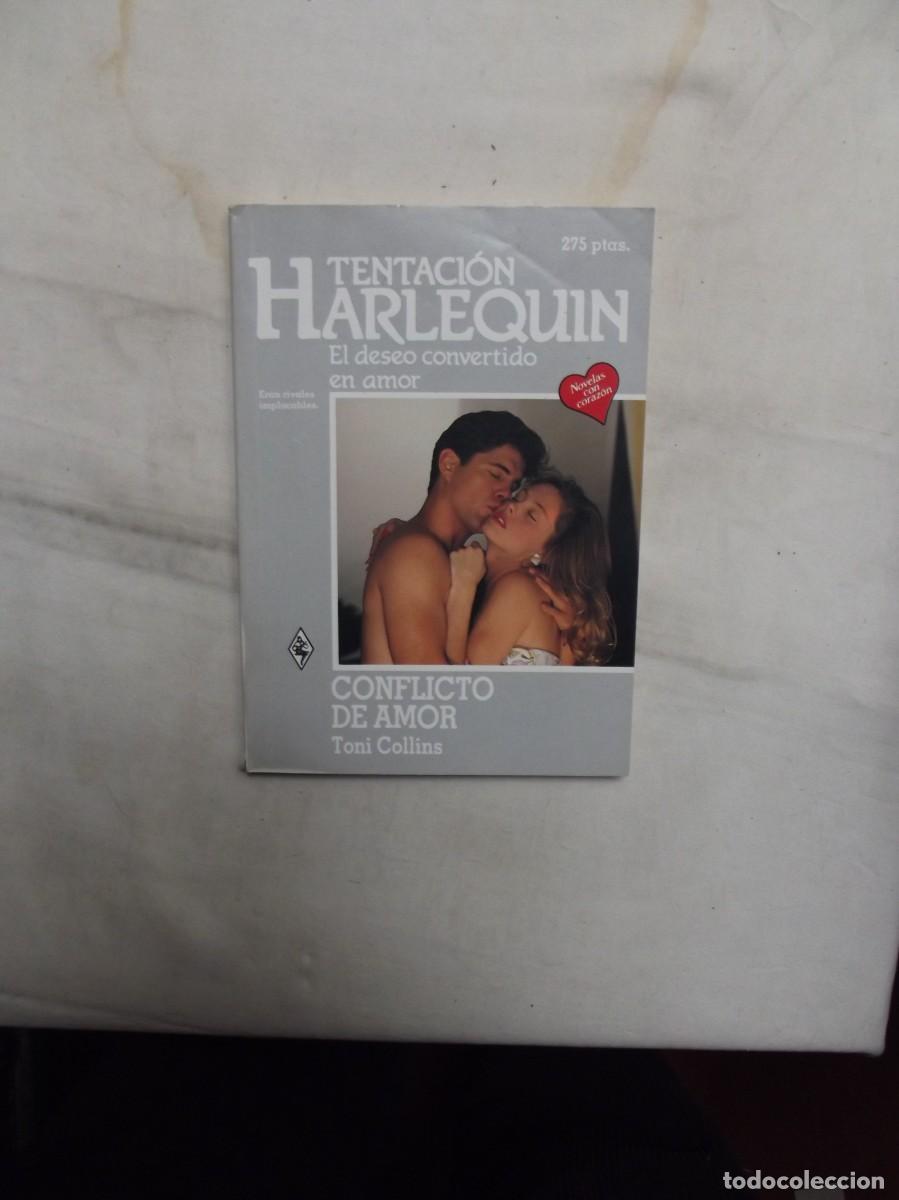 275 ptas.
TENTACIÓN
HARLEQUIN
El deseo convertido
en amor
Eran rivales
implacables.
Novelas
con
corazón
CONFLICTO
DE AMOR
Toni Collins
todocoleccion